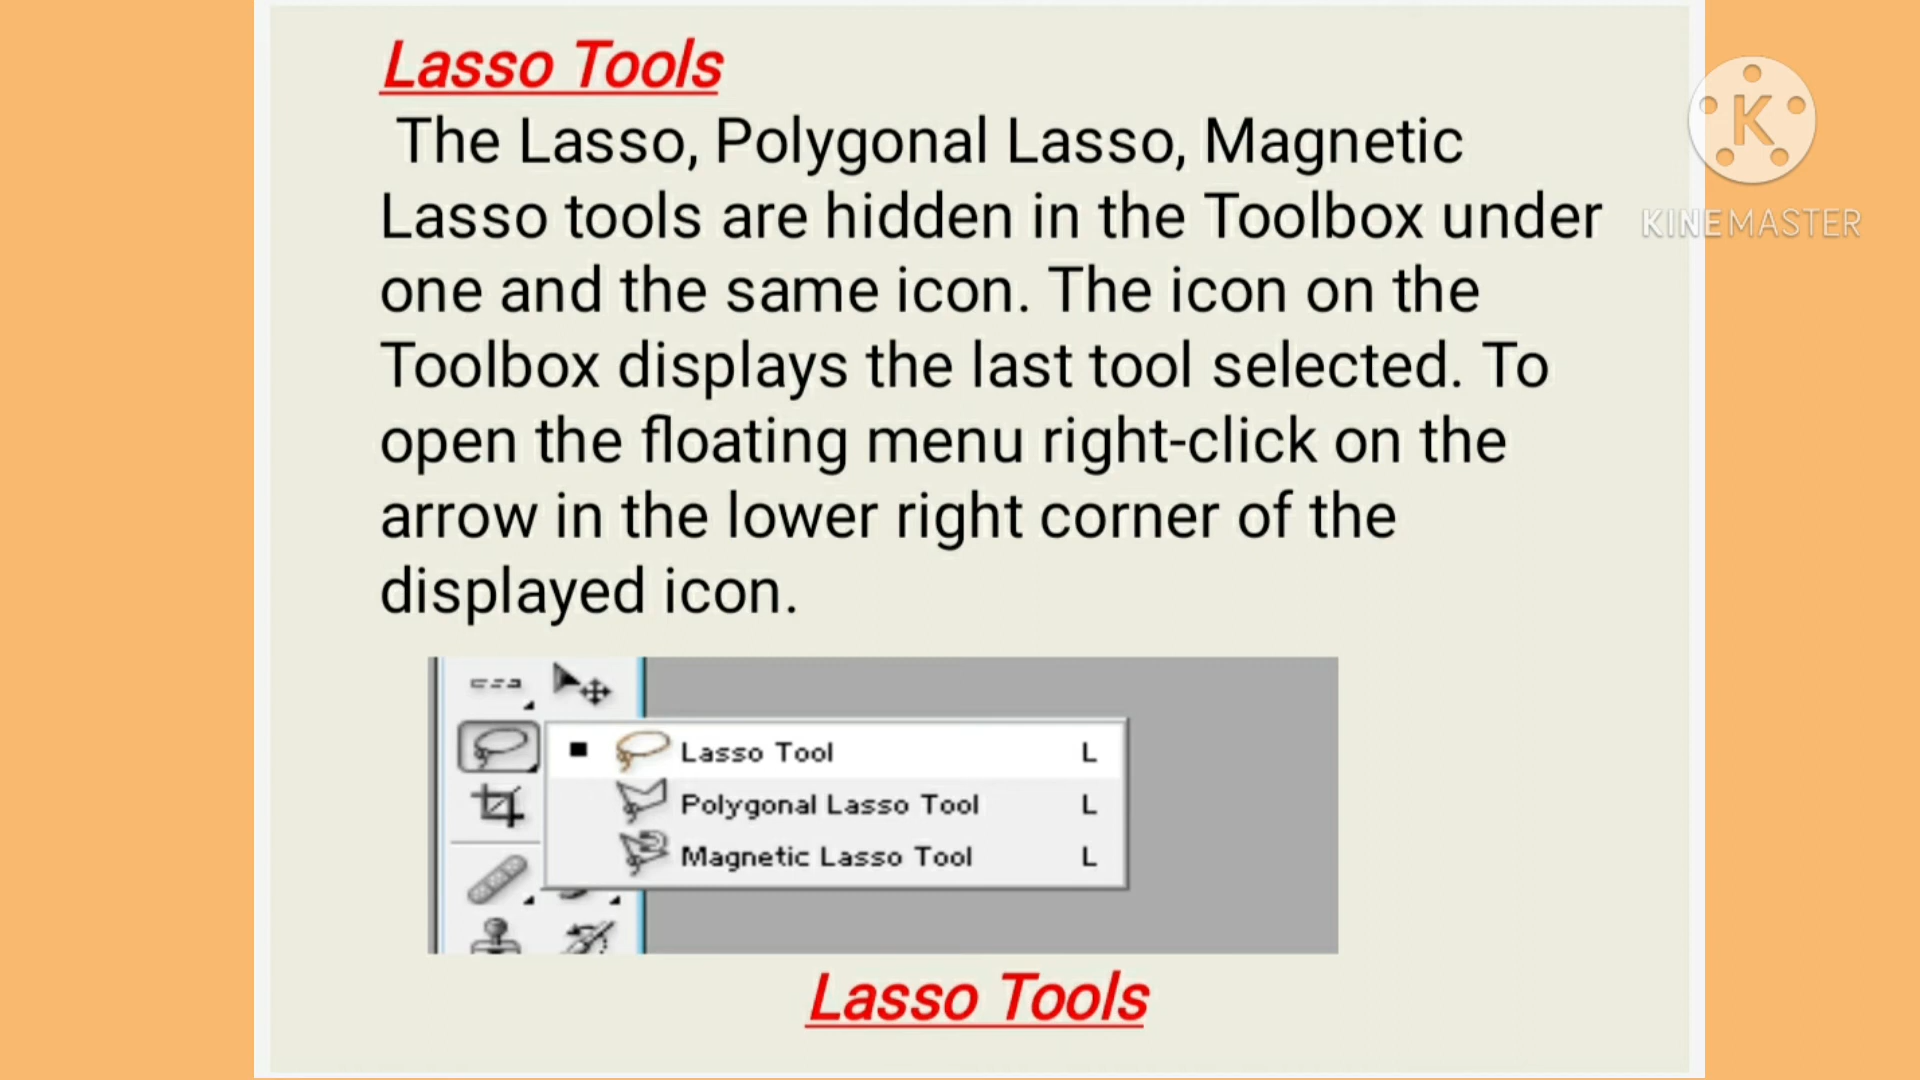 Lasso Tools
The Lasso, Polygonal Lasso, Magnetic
Lasso tools are hidden in the Toolbox under
one and the same icon. The icon on the
Toolbox displays the last tool selected. To
open the floating menu right-click on the
arrow in the lower right corner of the
displayed icon.
K
KINEMASTER
Lasso Tool L
Polygonal Lasso Tool L
Magnetic Lasso Tool L
Lasso Tools